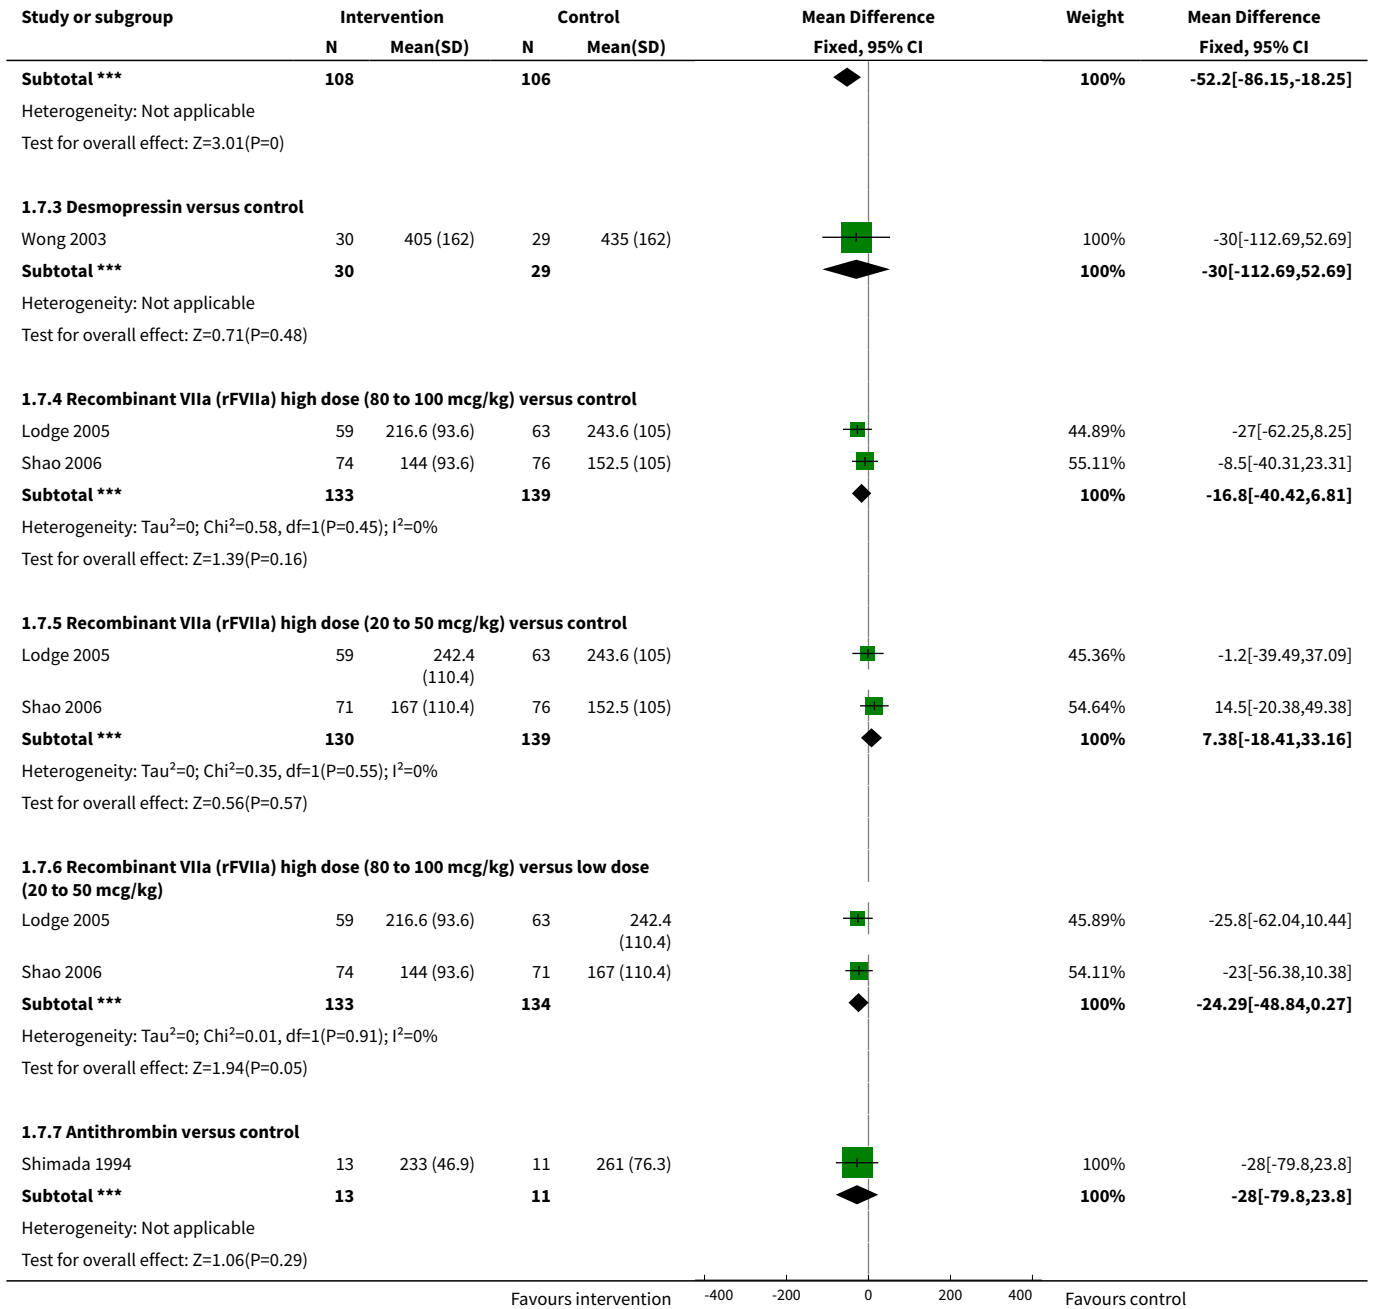 Study or subgroup Intervention Control Mean Difference Weight Mean Difference
N Mean(SD) N Mean(SD) Fixed, 95% CI Fixed, 95% CI
Subtotal *** 108 106 100% -52.2[-86.15,-18.25]
Heterogeneity: Not applicable
Test for overall effect: Z=3.01(P=0)
1.7.3 Desmopressin versus control
Wong 2003 30 405 (162) 29 435 (162) 100% -30[-112.69,52.69]
Subtotal *** 30 29 100% -30[-112.69,52.69]
Heterogeneity: Not applicable
Test for overall effect: Z=0.71(P=0.48)
1.7.4 Recombinant VIIa (rFVIIa) high dose (80 to 100 mcg/kg) versus control
Lodge 2005 59 216.6 (93.6) 63 243.6 (105) 44.89% -27[-62.25,8.25]
Shao 2006 74 144 (93.6) 76 152.5 (105) 55.11% -8.5[-40.31,23.31]
Subtotal *** 133 139 100% -16.8[-40.42,6.81]
Heterogeneity: Tau²=0; Chi²=0.58, df=1(P=0.45); I²=0%
Test for overall effect: Z=1.39(P=0.16)
1.7.5 Recombinant VIIa (rFVIIa) high dose (20 to 50 mcg/kg) versus control
Lodge 2005 59 242.4 63 243.6 (105) 45.36% -1.2[-39.49,37.09]
(110.4)
Shao 2006 71 167 (110.4) 76 152.5 (105) 54.64% 14.5[-20.38,49.38]
Subtotal *** 130 139 100% 7.38[-18.41,33.16]
Heterogeneity: Tau²=0; Chi²=0.35, df=1(P=0.55); I²=0%
Test for overall effect: Z=0.56(P=0.57)
1.7.6 Recombinant VIIa (rFVIIa) high dose (80 to 100 mcg/kg) versus low dose
(20 to 50 mcg/kg)
Lodge 2005 59 216.6 (93.6) 63 242.4 45.89% -25.8[-62.04,10.44]
(110.4)
Shao 2006 74 144 (93.6) 71 167 (110.4) 54.11% -23[-56.38,10.38]
Subtotal *** 133 134 100% -24.29[-48.84,0.27]
Heterogeneity: Tau²=0; Chi²=0.01, df=1(P=0.91); I²=0%
Test for overall effect: Z=1.94(P=0.05)
1.7.7 Antithrombin versus control
Shimada 1994 13 233 (46.9) 11 261 (76.3) 100% -28[-79.8,23.8]
Subtotal *** 13 11 100% -28[-79.8,23.8]
Heterogeneity: Not applicable
Test for overall effect: Z=1.06(P=0.29)
Favours intervention -400 -200 0 200 400 Favours control